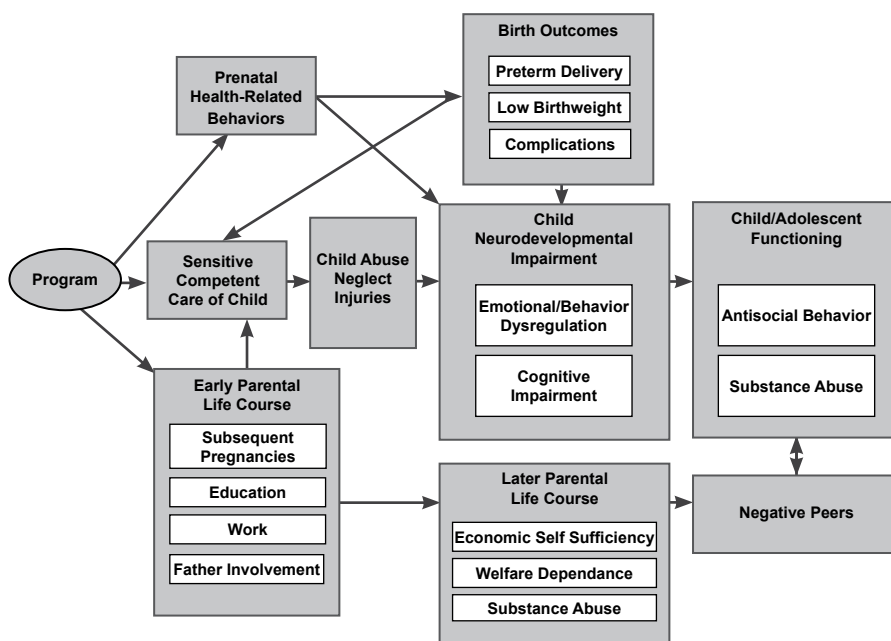 Birth Outcomes
Preterm Delivery
Low Birthweight
Complications
Prenatal
Health-Related
Behaviors
Program
Sensitive
Competent
Care of Child
Child Abuse
Neglect
Injuries
Child
Neurodevelopmental
Impairment
Emotional/Behavior
Dysregulation
Cognitive
Impairment
Child/Adolescent
Functioning
Antisocial Behavior
Substance Abuse
Early Parental
Life Course
Subsequent
Pregnancies
Education
Work
Father Involvement
Later Parental
Life Course
Economic Self Sufficiency
Welfare Dependance
Substance Abuse
Negative Peers